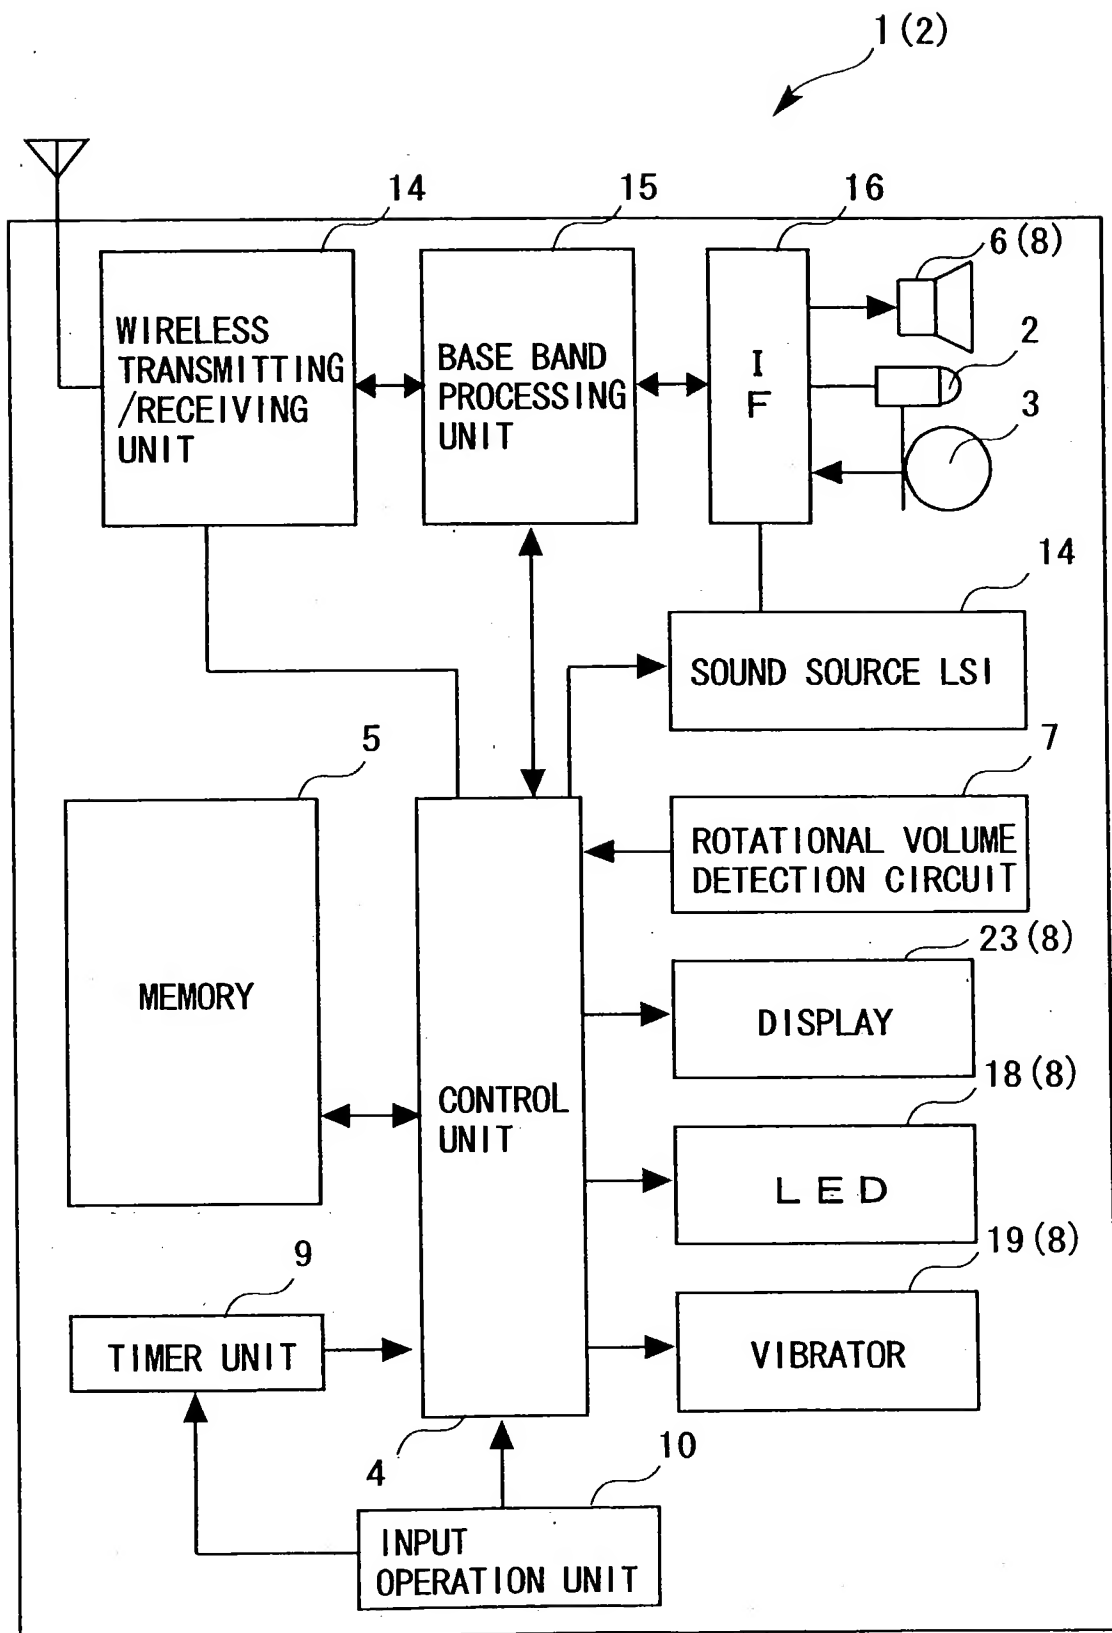 1(2)
14
15
16
6(8)
WIRELESS
TRANSMITTING
/RECEIVING
UNIT
BASE BAND
PROCESSING
UNIT
I
F
2
3
14
SOUND SOURCE LSI
5
7
MEMORY
ROTATIONAL VOLUME
DETECTION CIRCUIT
23(8)
DISPLAY
CONTROL
UNIT
18(8)
LED
19(8)
9
TIMER UNIT
VIBRATOR
4
10
INPUT
OPERATION UNIT